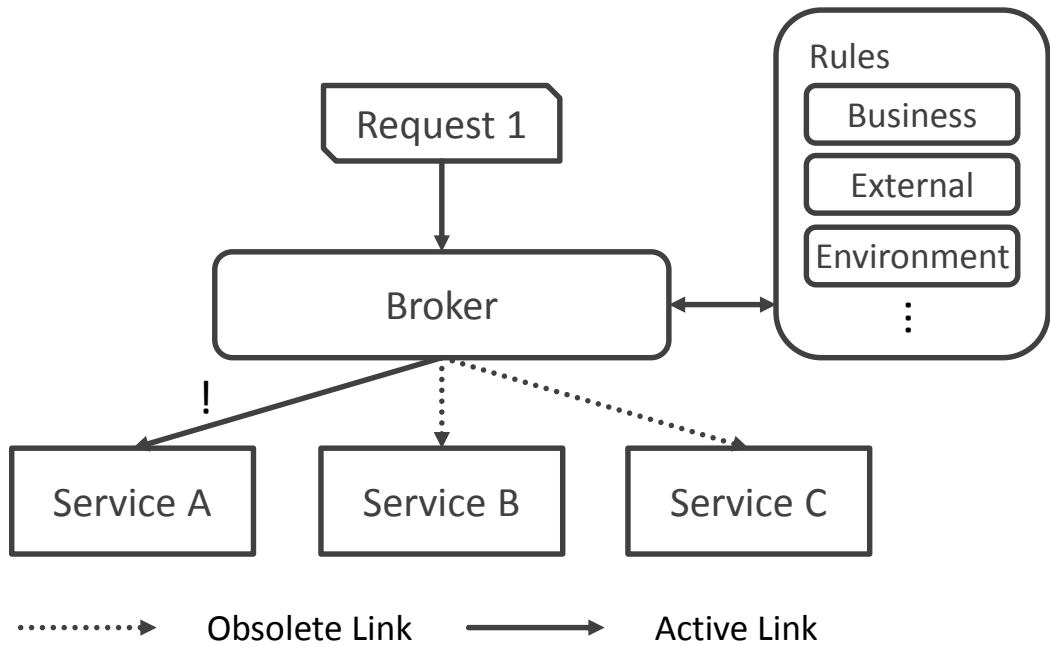 Rules
Business
External
Environment
⋮
Request 1
Broker
!
Service A
Service B
Service C
Obsolete Link
Active Link